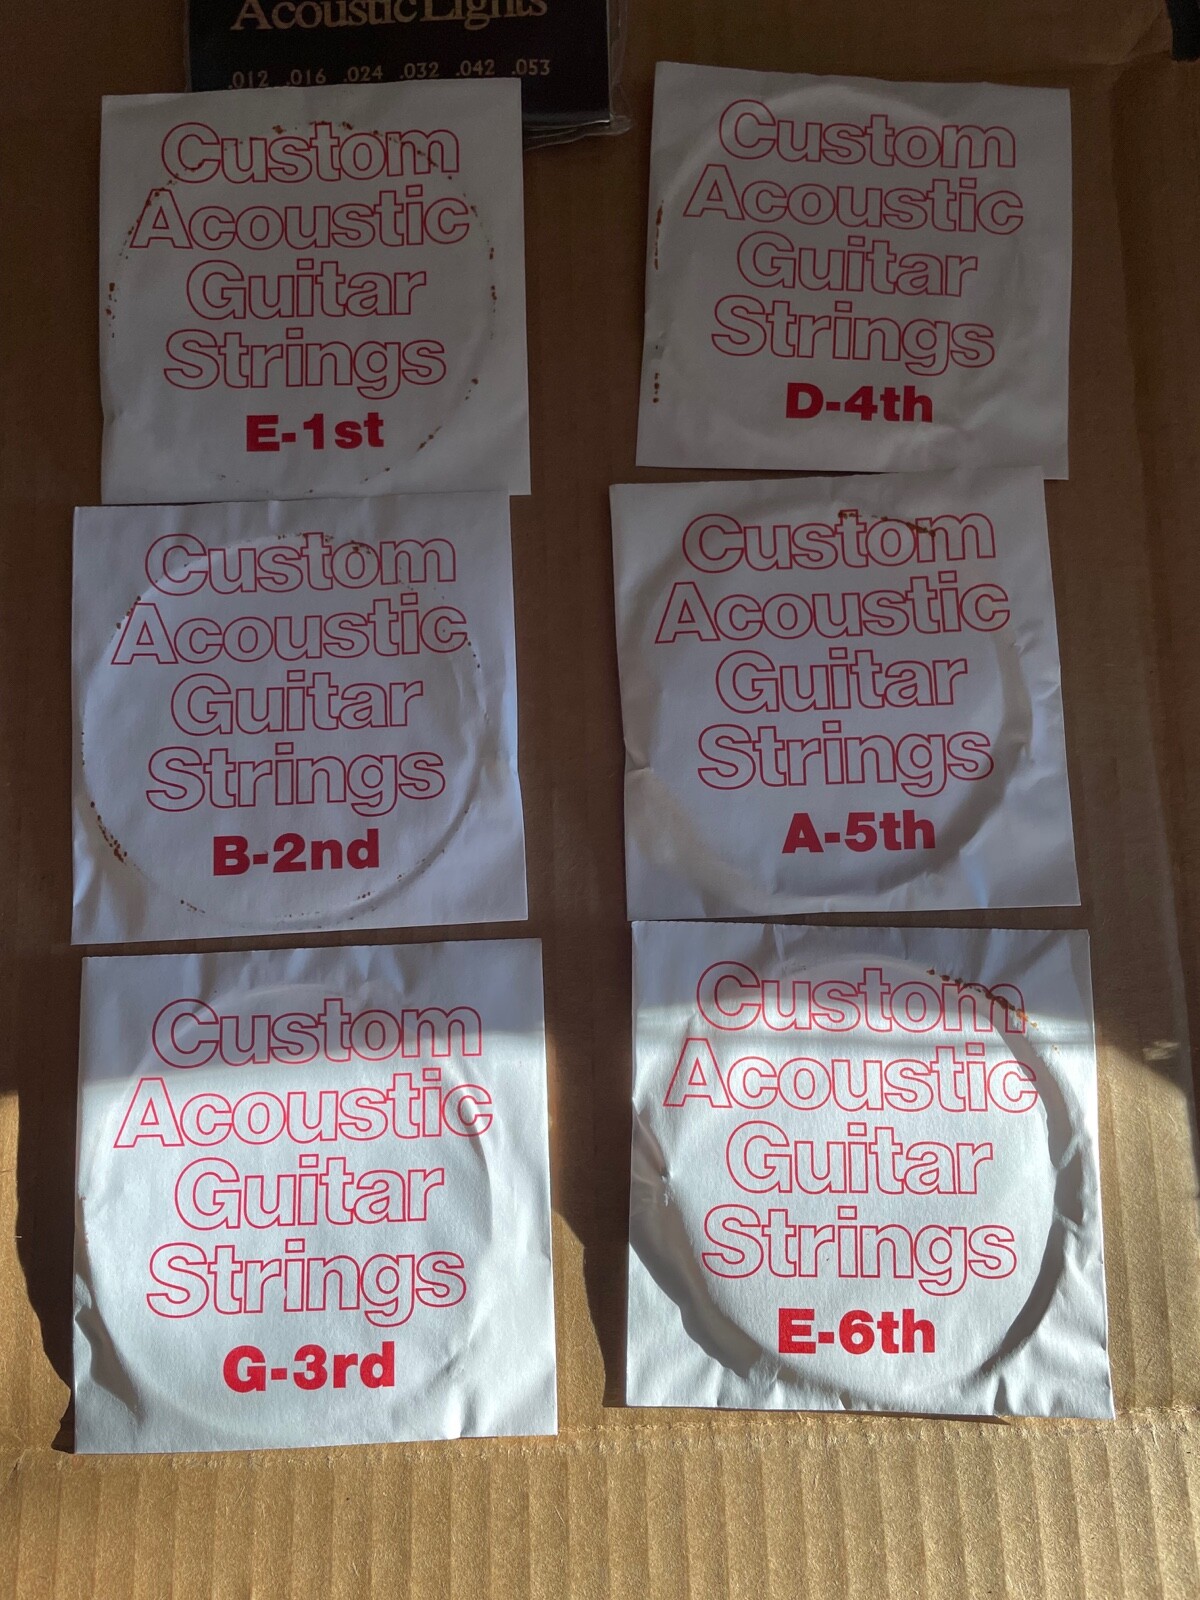 Acoustic Lights
.012 .016 .024 .032 .042 .053
Custom
Acoustic
Guitar
Strings
E-1st
Custom
Acoustic
Guitar
Strings
D-4th
Custom
Acoustic
Guitar
Strings
B-2nd
Custom
Acoustic
Guitar
Strings
A-5th
Custom
Acoustic
Guitar
Strings
G-3rd
Custom
Acoustic
Guitar
Strings
E-6th